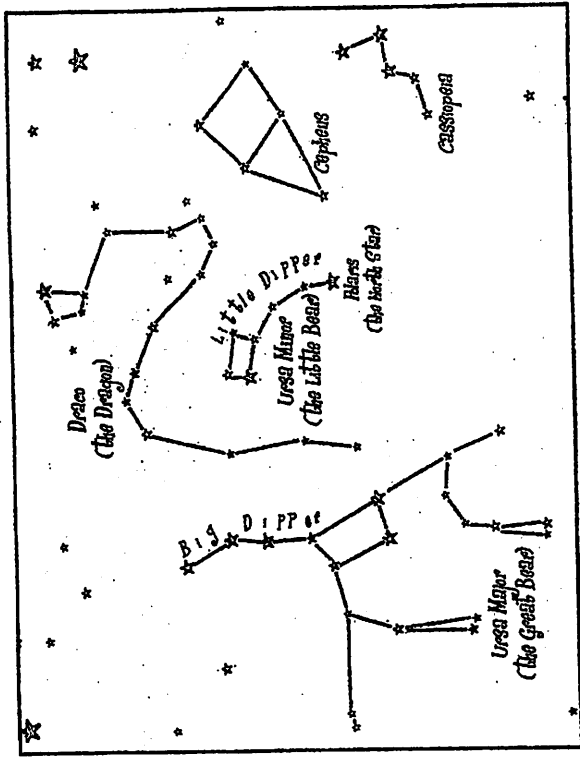 Cassiopeia
Cepheus
Little Dipper
Polaris
(the North Star)
Ursa Minor
(the Little Bear)
Draco
(the Dragon)
Big Dipper
Ursa Major
(the Great Bear)